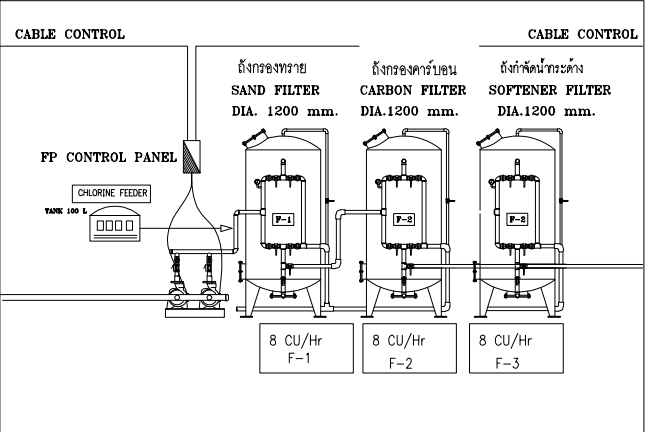 CABLE CONTROL
CABLE CONTROL
ถังกรองทราย
SAND FILTER
DIA. 1200 mm.
ถังกรองคาร์บอน
CARBON FILTER
DIA.1200 mm.
ถังกำจัดน้ำกระด้าง
SOFTENER FILTER
DIA.1200 mm.
FP CONTROL PANEL
CHLORINE FEEDER
TANK 100 L
F-1
F-2
F-2
8 CU/Hr
F-1
8 CU/Hr
F-2
8 CU/Hr
F-3